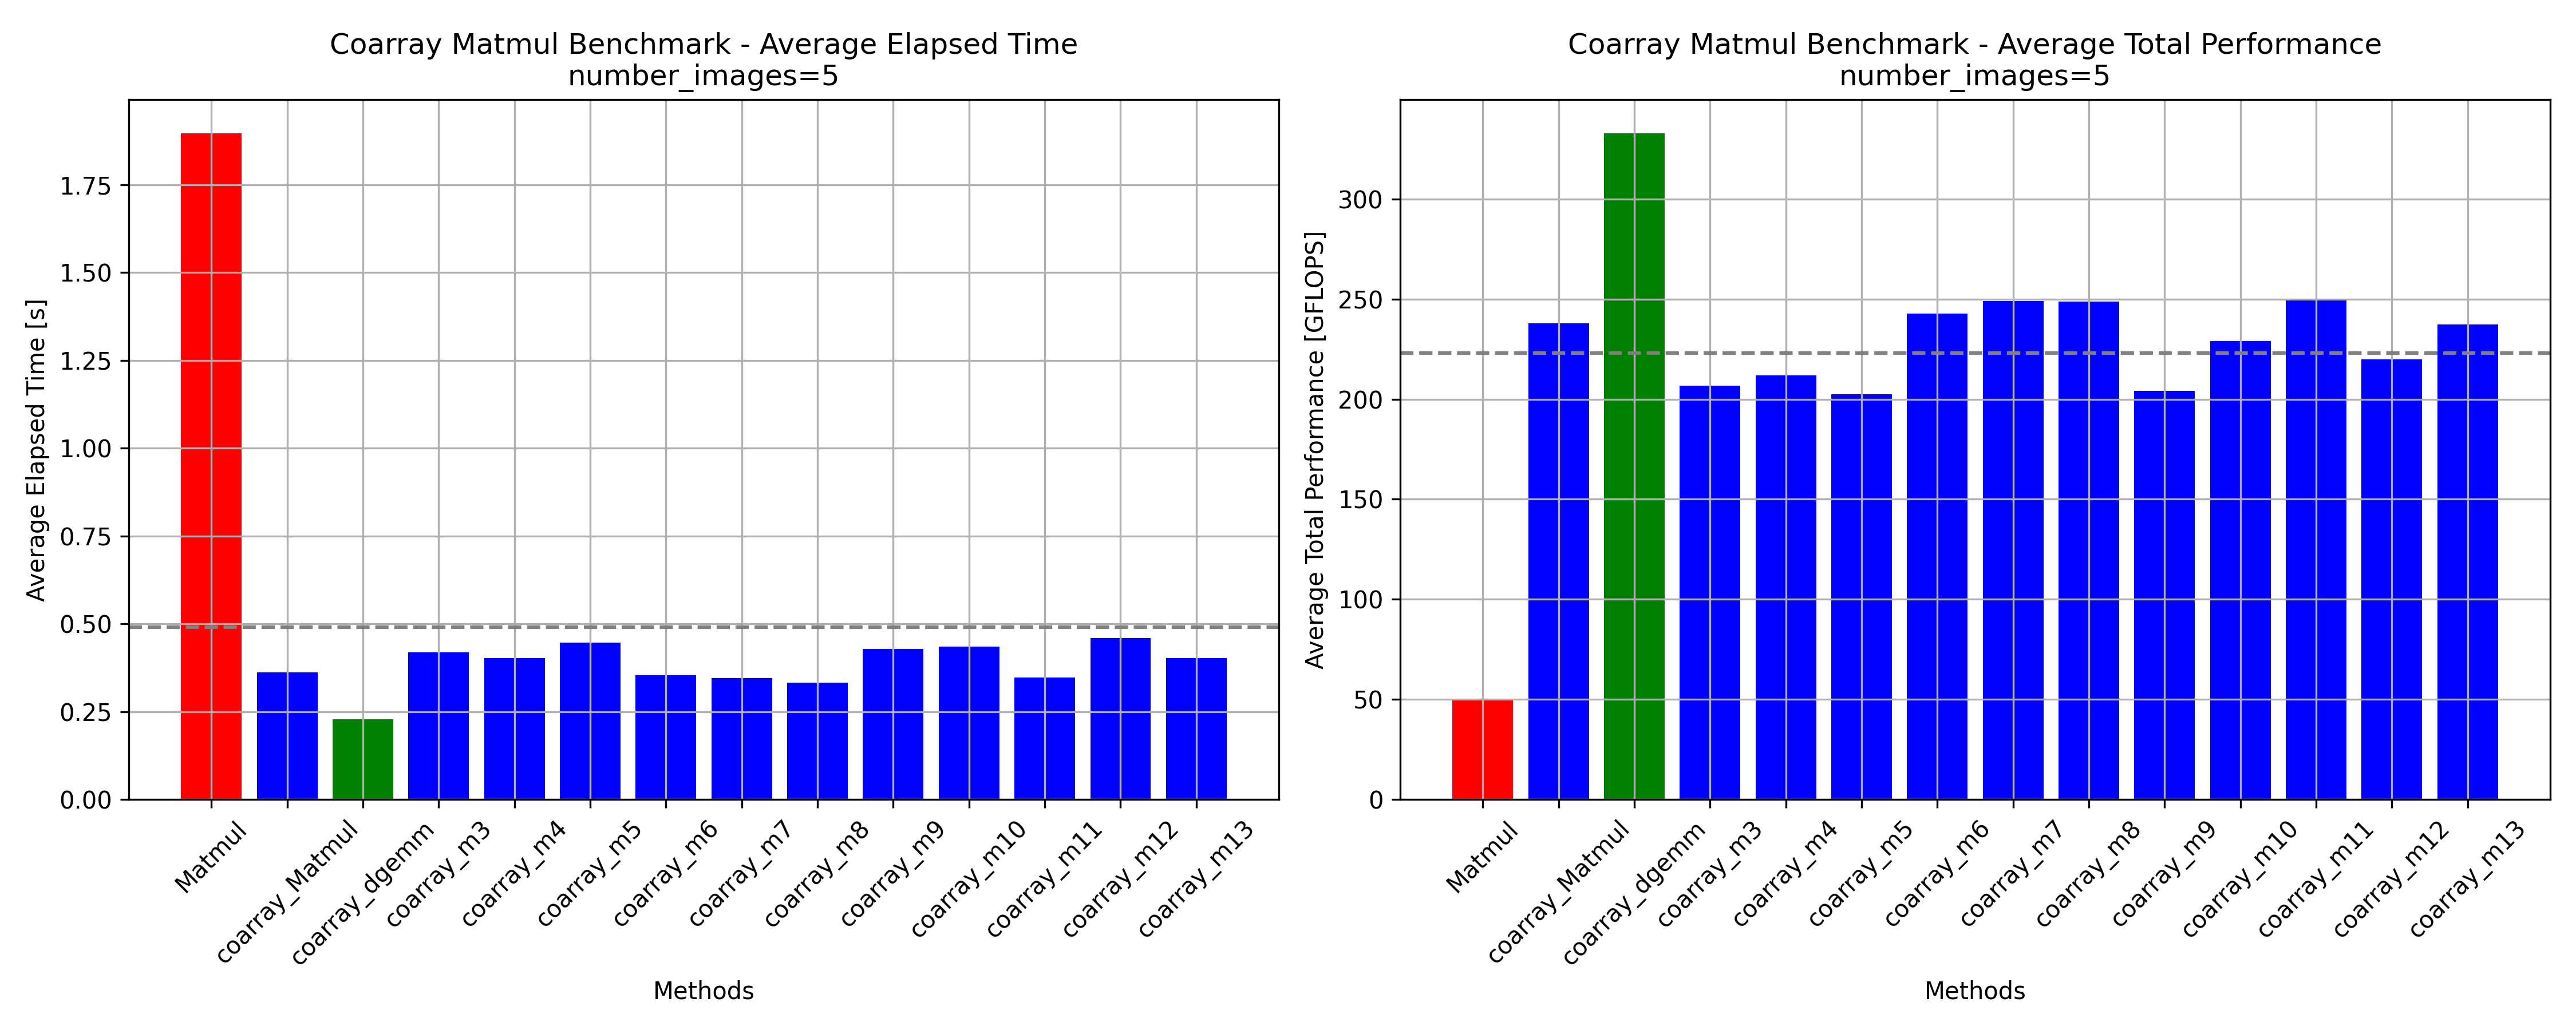 Coarray Matmul Benchmark - Average Elapsed Time
number_images=5
Average Elapsed Time [s]
1.75
1.50
1.25
1.00
0.75
0.50
0.25
0.00
Matmul
coarray_Matmul
coarray_dgemm
coarray_m3
coarray_m4
coarray_m5
coarray_m6
coarray_m7
coarray_m8
coarray_m9
coarray_m10
coarray_m11
coarray_m12
coarray_m13
Methods
Coarray Matmul Benchmark - Average Total Performance
number_images=5
Average Total Performance [GFLOPS]
300
250
200
150
100
50
0
Matmul
coarray_Matmul
coarray_dgemm
coarray_m3
coarray_m4
coarray_m5
coarray_m6
coarray_m7
coarray_m8
coarray_m9
coarray_m10
coarray_m11
coarray_m12
coarray_m13
Methods